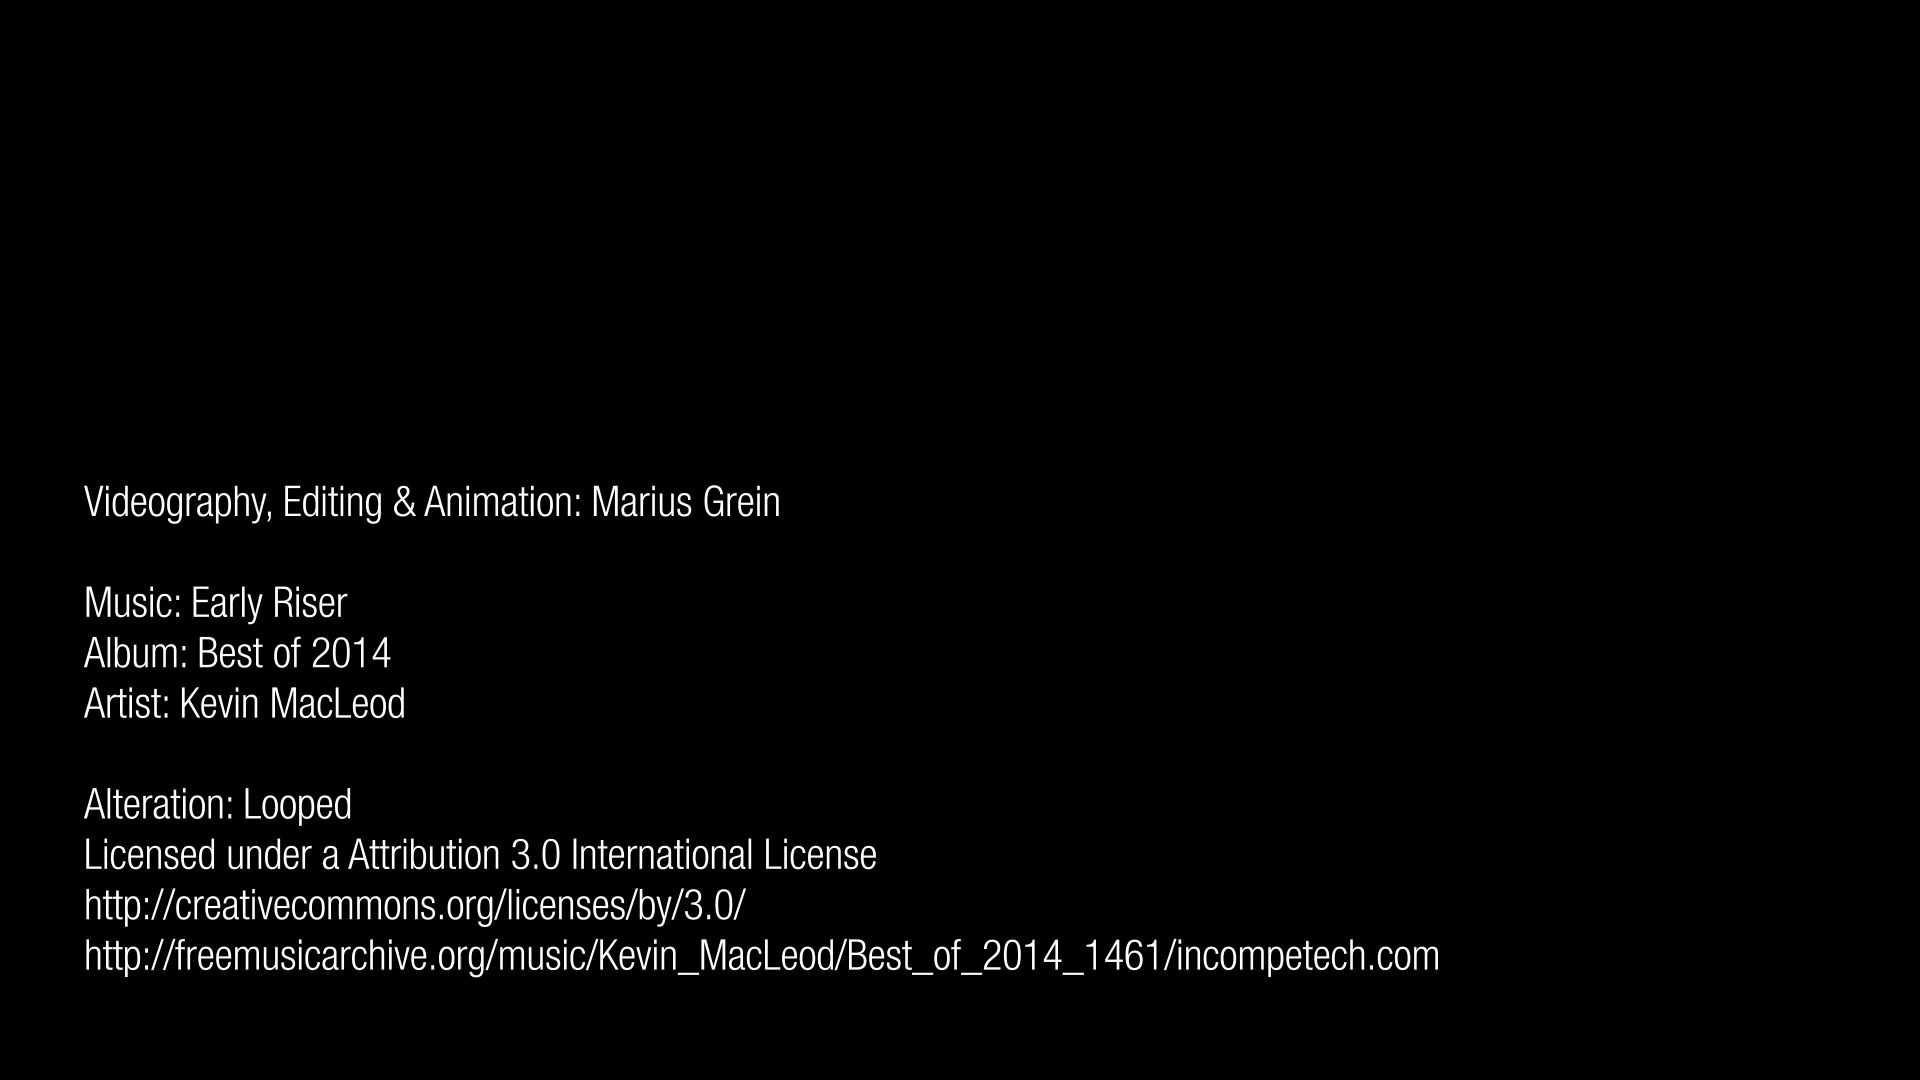 Videography, Editing & Animation: Marius Grein
Music: Early Riser
Album: Best of 2014
Artist: Kevin MacLeod
Alteration: Looped
Licensed under a Attribution 3.0 International License
http://creativecommons.org/licenses/by/3.0/
http://freemusicarchive.org/music/Kevin_MacLeod/Best_of_2014_1461/incompetech.com